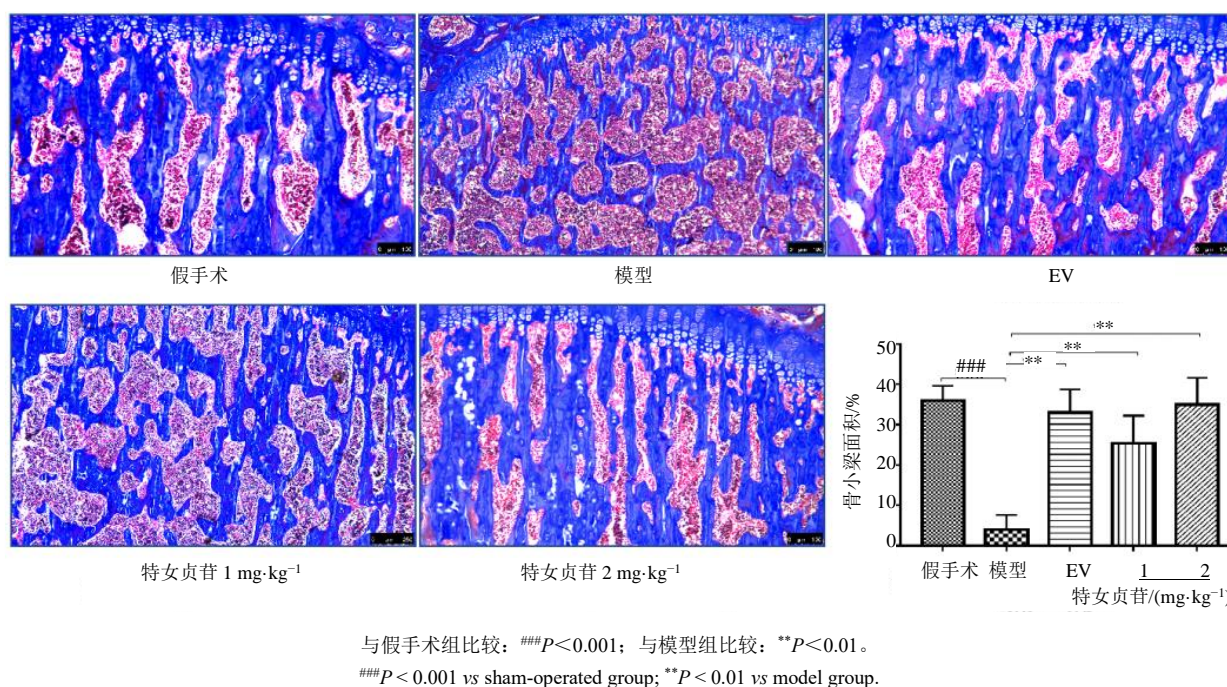 假手术
模型
EV
特女贞苷 1 mg·kg⁻¹
特女贞苷 2 mg·kg⁻¹
**
**
###
**
50
40
30
20
10
0
骨小梁面积/%
假手术 模型 EV 1 2
特女贞苷/(mg·kg⁻¹)
与假手术组比较：###P＜0.001；与模型组比较：**P＜0.01。
###P < 0.001 vs sham-operated group; **P < 0.01 vs model group.